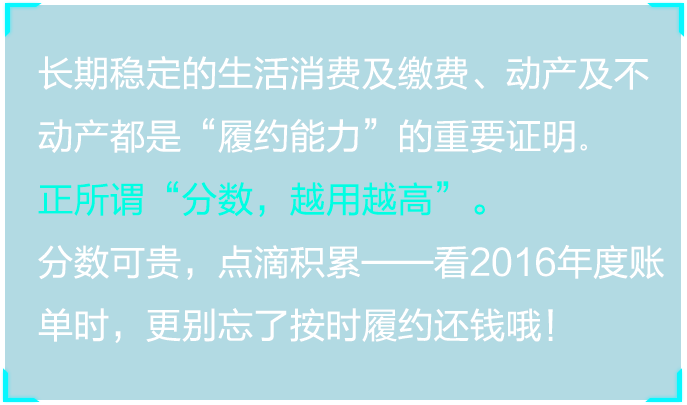 长期稳定的生活消费及缴费、动产及不
动产都是“履约能力”的重要证明。
正所谓“分数，越用越高”。
分数可贵，点滴积累——看2016年度账
单时，更别忘了按时履约还钱哦！